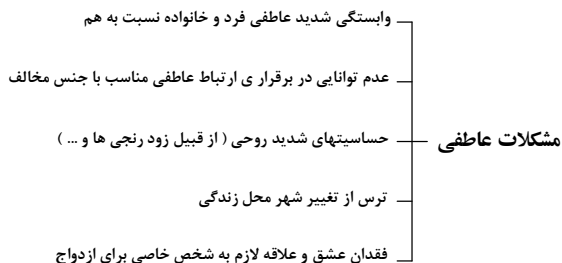 وابستگی شدید عاطفی فرد و خانواده نسبت به هم
عدم توانایی در برقرار ی ارتباط عاطفی مناسب با جنس مخالف
مشکلات عاطفی
حساسیتهای شدید روحی ( از قبیل زود رنجی ها و ... )
ترس از تغییر شهر محل زندگی
فقدان عشق و علاقه لازم به شخص خاصی برای ازدواج